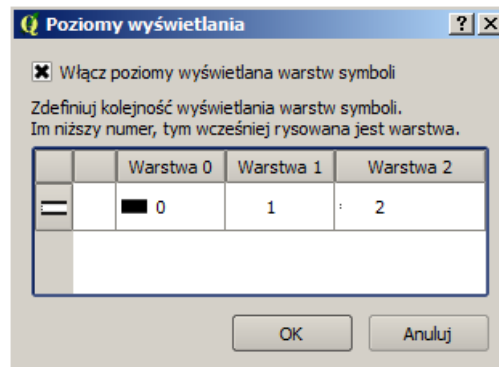 Poziomy wyświetlania
Włącz poziomy wyświetlana warstw symboli
Zdefiniuj kolejność wyświetlania warstw symboli.
Im niższy numer, tym wcześniej rysowana jest warstwa.
Warstwa 0 Warstwa 1 Warstwa 2
0 1 2
OK Anuluj